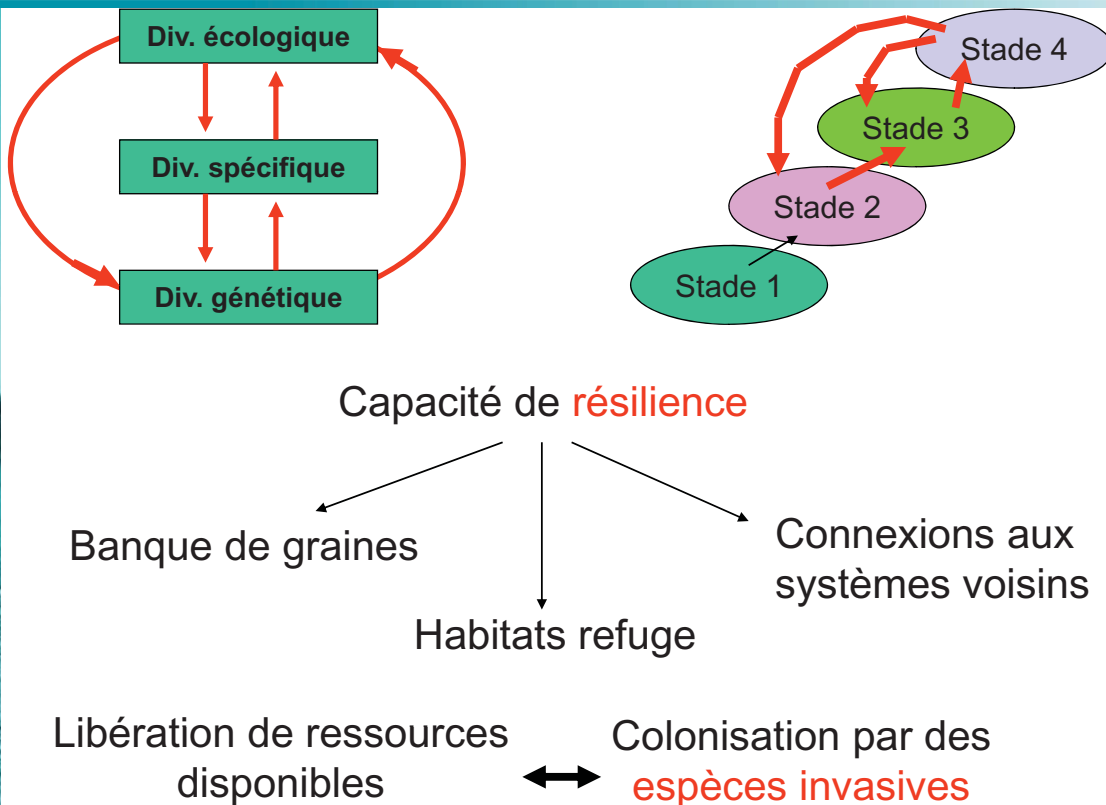 Div. écologique
Div. spécifique
Div. génétique
Stade 4
Stade 3
Stade 2
Stade 1
Capacité de résilience
Banque de graines
Connexions aux
systèmes voisins
Habitats refuge
Libération de ressources
disponibles
Colonisation par des
espèces invasives